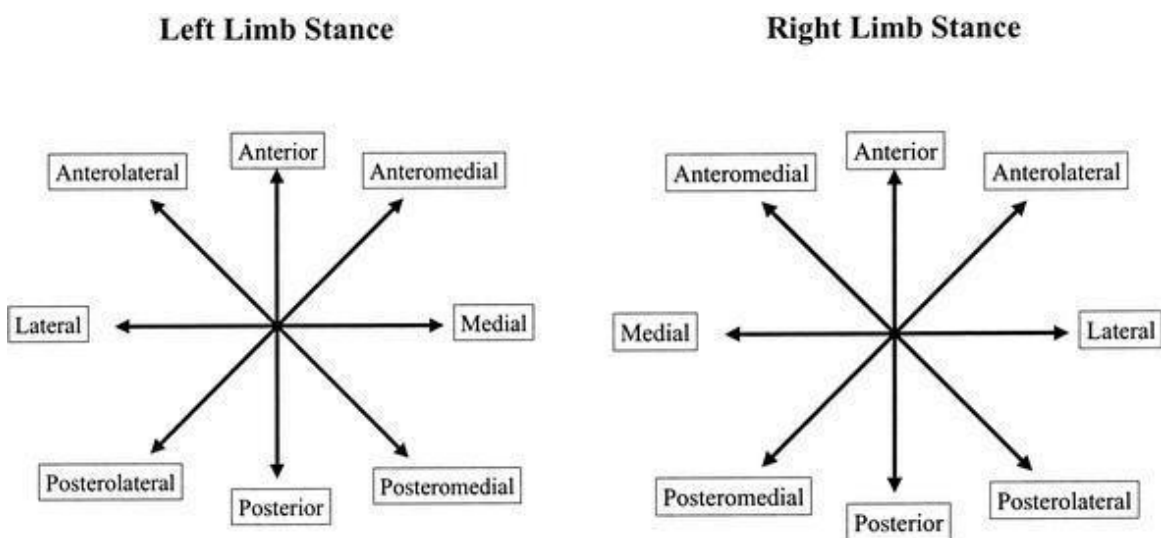 Left Limb Stance
Right Limb Stance
Anterior
Anterolateral
Anteromedial
Lateral
Medial
Posterolateral
Posteromedial
Posterior
Anterior
Anteromedial
Anterolateral
Medial
Lateral
Posteromedial
Posterolateral
Posterior